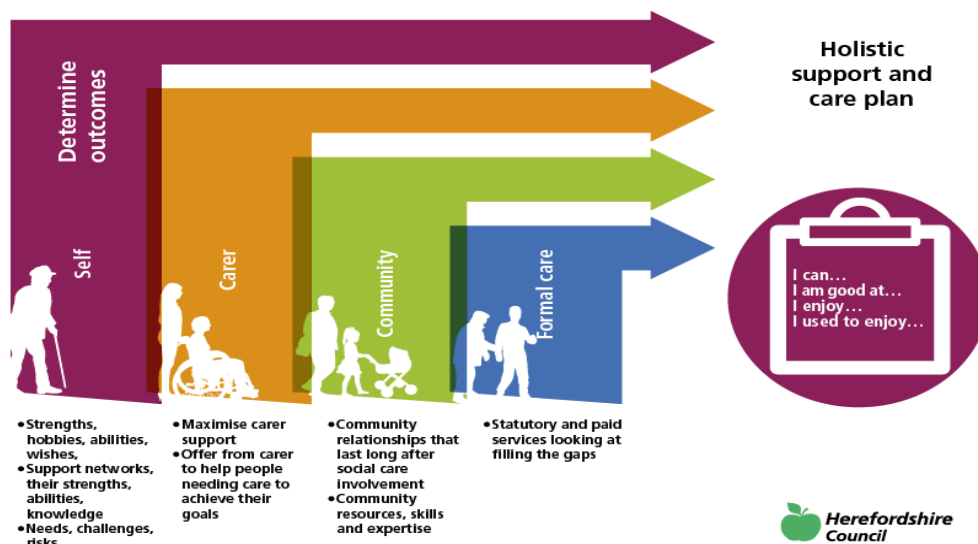 Determine
outcomes
Self
Carer
Community
Formal care
Holistic
support and
care plan
I can...
I am good at...
I enjoy...
I used to enjoy...
•Strengths,
hobbies, abilities,
wishes,
•Support networks,
their strengths,
abilities,
knowledge
•Needs, challenges,
risks
•Maximise carer
support
•Offer from carer
to help people
needing care to
achieve their
goals
•Community
relationships that
last long after
social care
involvement
•Community
resources, skills
and expertise
•Statutory and paid
services looking at
filling the gaps
Herefordshire
Council